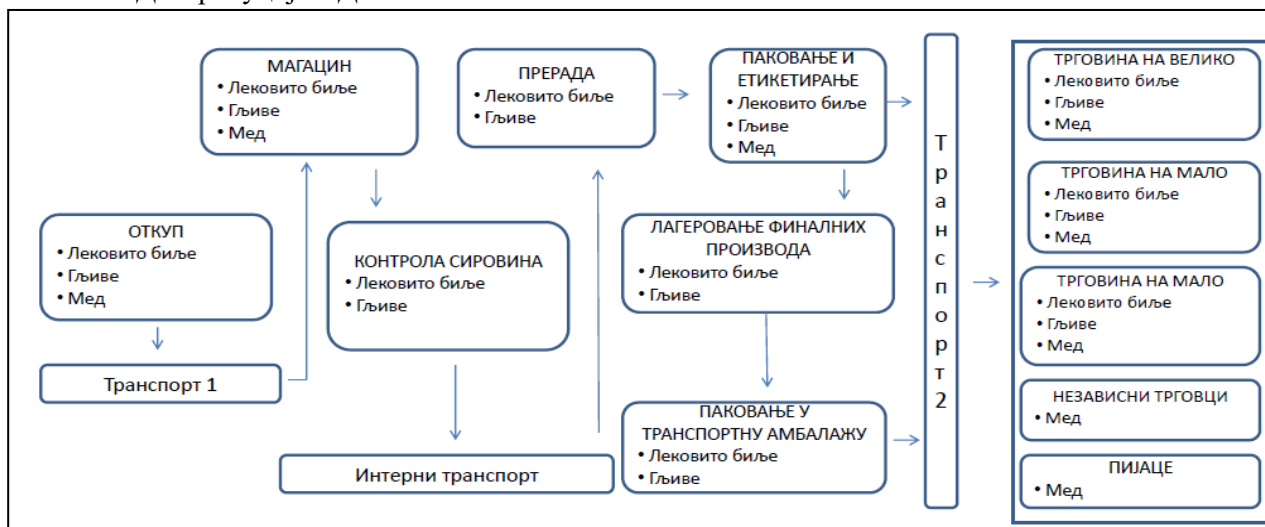 МАГАЦИН
• Лековито биље
• Гљиве
• Мед
ПРЕРАДА
• Лековито биље
• Гљиве
ПАКОВАЊЕ И
ЕТИКЕТИРАЊЕ
• Лековито биље
• Гљиве
• Мед
ОТКУП
• Лековито биље
• Гљиве
• Мед
КОНТРОЛА СИРОВИНА
• Лековито биље
• Гљиве
ЛАГЕРОВАЊЕ ФИНАЛНИХ
ПРОИЗВОДА
• Лековито биље
• Гљиве
Транспорт 1
Интерни транспорт
ПАКОВАЊЕ У
ТРАНСПОРТНУ АМБАЛАЖУ
• Лековито биље
• Гљиве
Транспорт 2
ТРГОВИНА НА ВЕЛИКО
• Лековито биље
• Гљиве
• Мед
ТРГОВИНА НА МАЛО
• Лековито биље
• Гљиве
• Мед
ТРГОВИНА НА МАЛО
• Лековито биље
• Гљиве
• Мед
НЕЗАВИСНИ ТРГОВЦИ
• Мед
ПИЈАЦЕ
• Мед